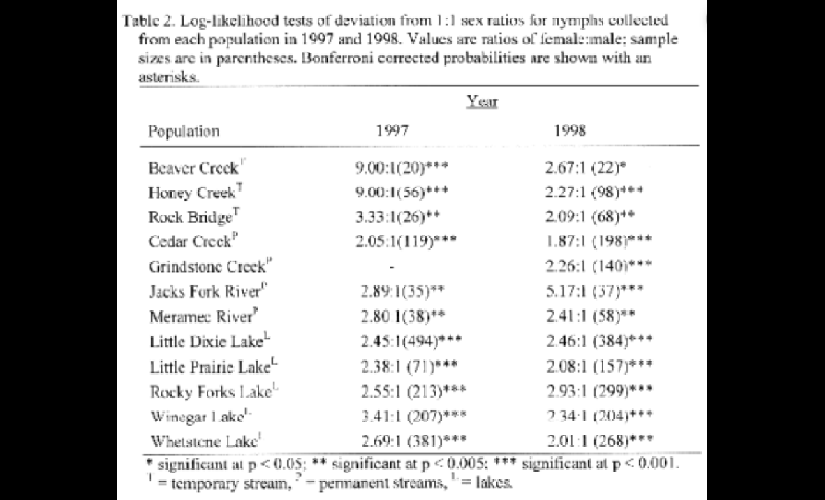 Table 2. Log-likelihood tests of deviation from 1:1 sex ratios for nymphs collected
from each population in 1997 and 1998. Values are ratios of female:male; sample
sizes are in parentheses. Bonferroni corrected probabilities are shown with an
asterisks.
Year
Population 1997 1998
Beaver Creek 9.00:1(20)*** 2.67:1 (22)*
Honey Creek^T 9.00:1(56)*** 2.27:1 (98)***
Rock Bridge^T 3.33:1(26)** 2.09:1 (68)**
Cedar Creek^P 2.05:1(119)*** 1.87:1 (198)***
Grindstone Creek^P - 2.26:1 (140)***
Jacks Fork River^P 2.89:1(35)** 5.17:1 (37)***
Meramec River^P 2.80 1(38)** 2.41:1 (58)**
Little Dixie Lake^L 2.45:1(494)*** 2.46:1 (384)***
Little Prairie Lake^L 2.38:1 (71)*** 2.08:1 (157)***
Rocky Forks Lake^L 2.55:1 (213)*** 2.93:1 (299)***
Winegar Lake^L 3.41:1 (207)*** 2 34:1 (204)***
Whetstone Lake 2.69:1 (381)*** 2.01:1 (268)***
* significant at p < 0.05; ** significant at p < 0.005; *** significant at p < 0.001.
= temporary stream, = permanent streams, ^L = lakes.